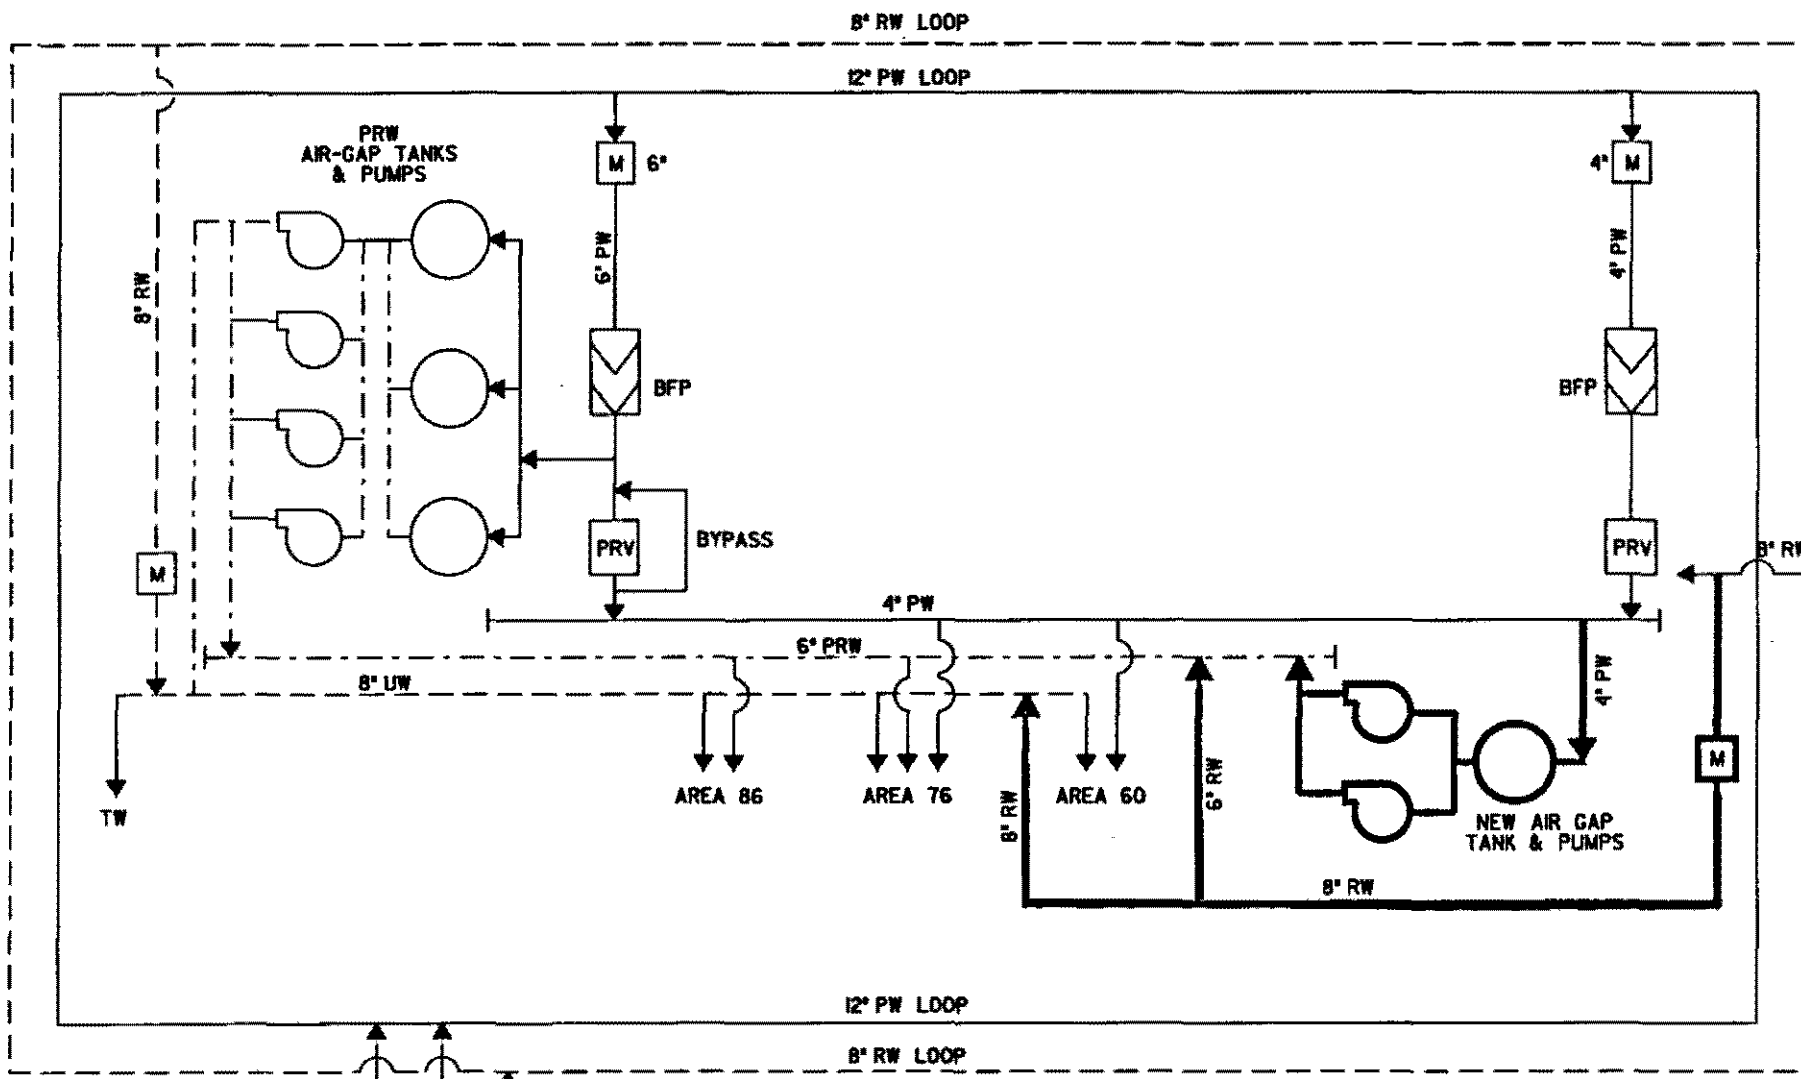 8" RW LOOP
12" PW LOOP
PRW
AIR-GAP TANKS
& PUMPS
M
6"
4"
M
8" RW
6" PW
4" PW
BFP
BFP
M
PRV
BYPASS
PRV
8" RW
4" PW
6" PRW
8" UW
4" PW
TW
AREA 86
AREA 76
AREA 60
8" RW
6" RW
M
NEW AIR GAP
TANK & PUMPS
8" RW
12" PW LOOP
8" RW LOOP